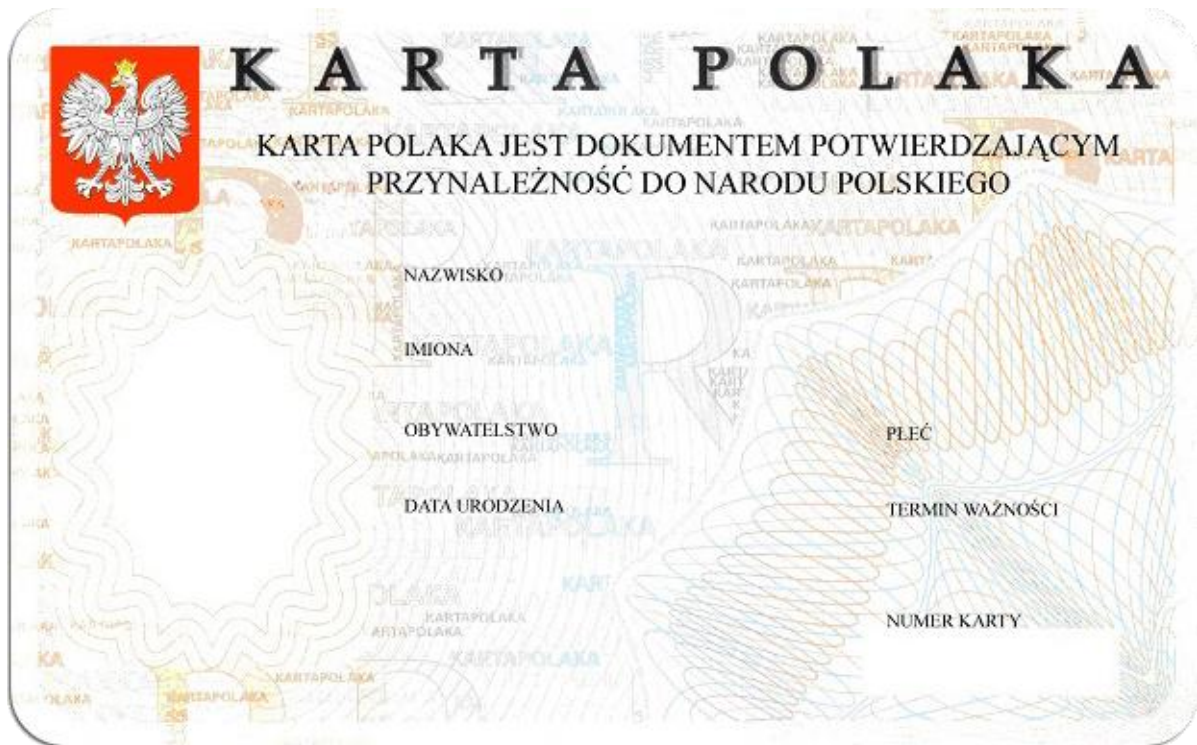 KARTA POLAKA
KARTA POLAKA JEST DOKUMENTEM POTWIERDZAJĄCYM
PRZYNALEŻNOŚĆ DO NARODU POLSKIEGO
NAZWISKO
IMIONA
OBYWATELSTWO
PŁEĆ
DATA URODZENIA
TERMIN WAŻNOŚCI
NUMER KARTY